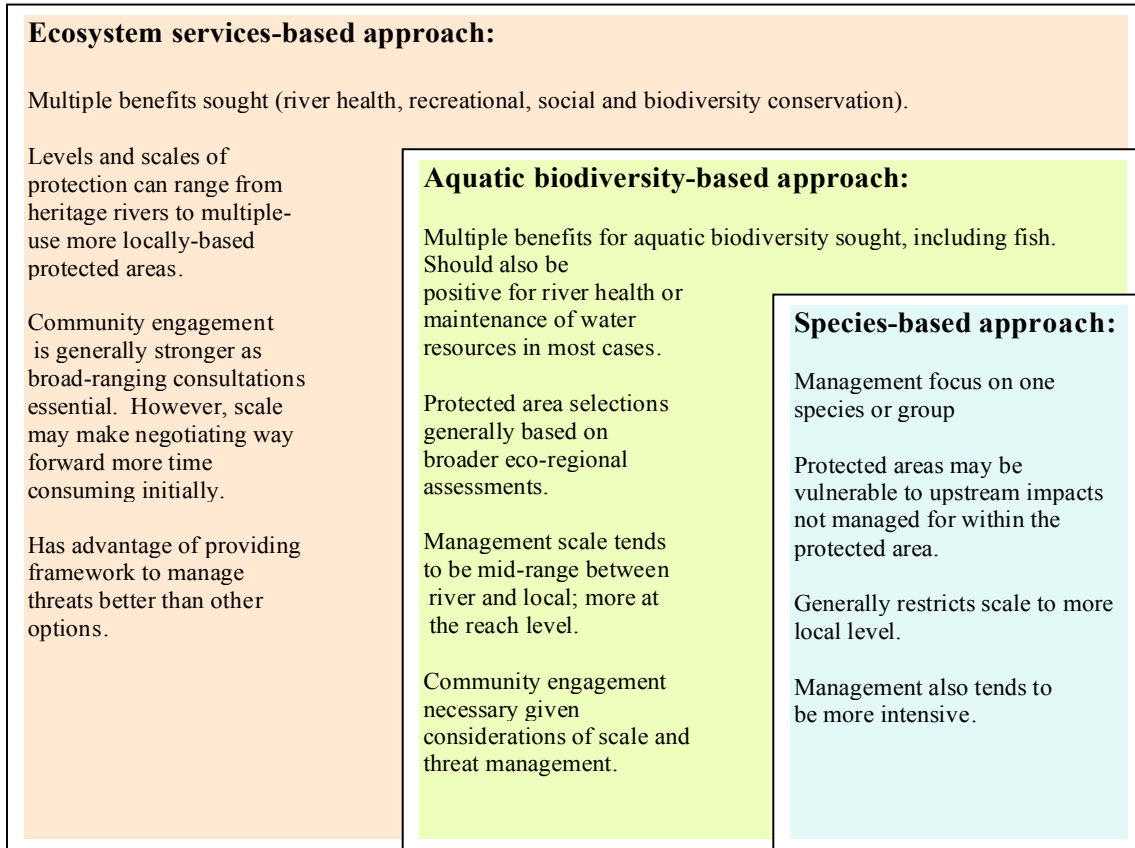 Ecosystem services-based approach:
Multiple benefits sought (river health, recreational, social and biodiversity conservation).
Levels and scales of
protection can range from
heritage rivers to multiple-
use more locally-based
protected areas.
Community engagement
is generally stronger as
broad-ranging consultations
essential.  However, scale
may make negotiating way
forward more time
consuming initially.
Has advantage of providing
framework to manage
threats better than other
options.
Aquatic biodiversity-based approach:
Multiple benefits for aquatic biodiversity sought, including fish.
Should also be
positive for river health or
maintenance of water
resources in most cases.
Protected area selections
generally based on
broader eco-regional
assessments.
Management scale tends
to be mid-range between
river and local; more at
the reach level.
Community engagement
necessary given
considerations of scale and
threat management.
Species-based approach:
Management focus on one
species or group
Protected areas may be
vulnerable to upstream impacts
not managed for within the
protected area.
Generally restricts scale to more
local level.
Management also tends to
be more intensive.